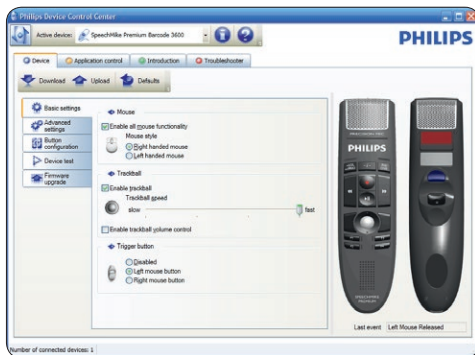 Philips Device Control Center
Active device: SpeechMike Premium Barcode 3600
PHILIPS
Device Application control Introduction Troubleshooter
Download Upload Defaults
Basic settings
Advanced settings
Button configuration
Device test
Firmware upgrade
Mouse
Enable all mouse functionality
Mouse style
Right handed mouse
Left handed mouse
Trackball
Enable trackball
Trackball speed
slow fast
Enable trackball volume control
Trigger button
Disabled
Left mouse button
Right mouse button
PHILIPS
SPEECHMIKE
PREMIUM
Last event Left Mouse Released
Number of connected devices: 1